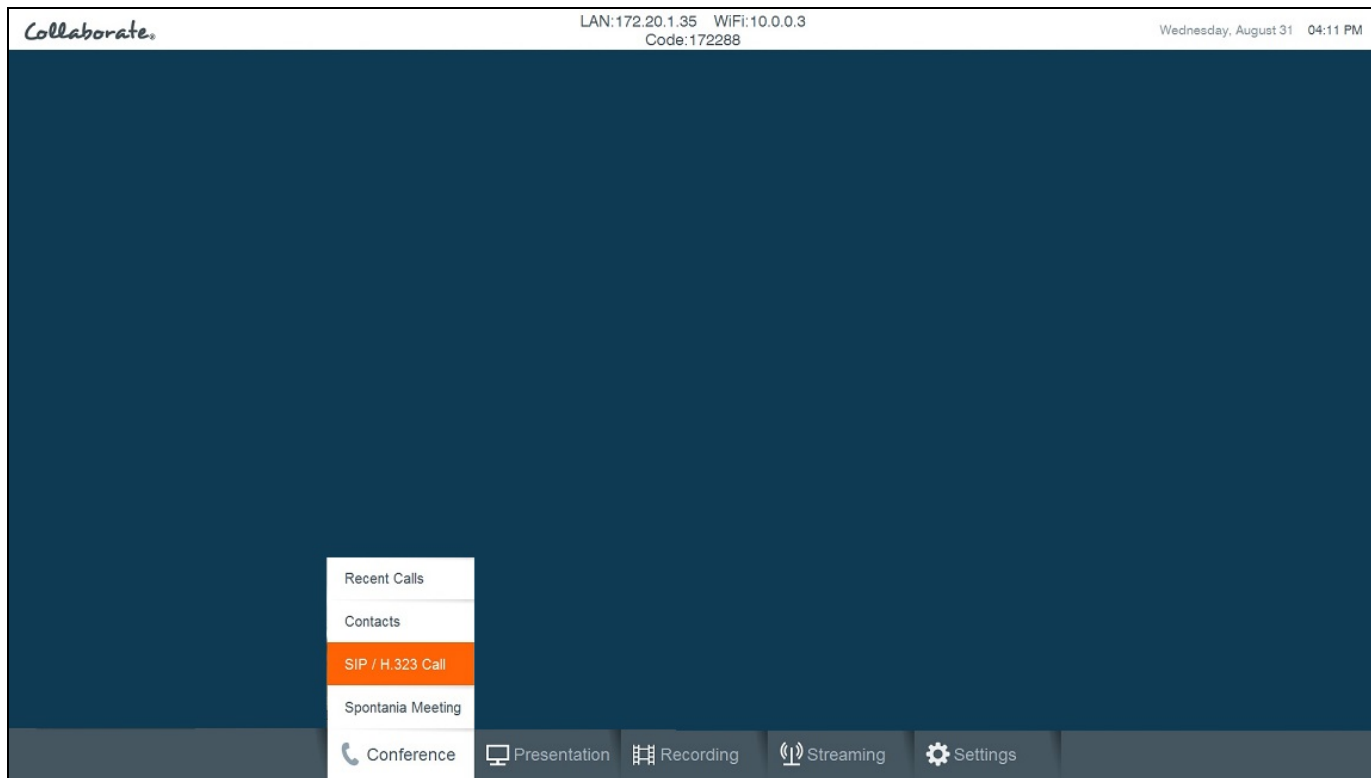 Collaborate®
LAN:172.20.1.35 WiFi:10.0.0.3
Code:172288
Wednesday, August 31 04:11 PM
Recent Calls
Contacts
SIP / H.323 Call
Spontania Meeting
Conference
Presentation
Recording
Streaming
Settings